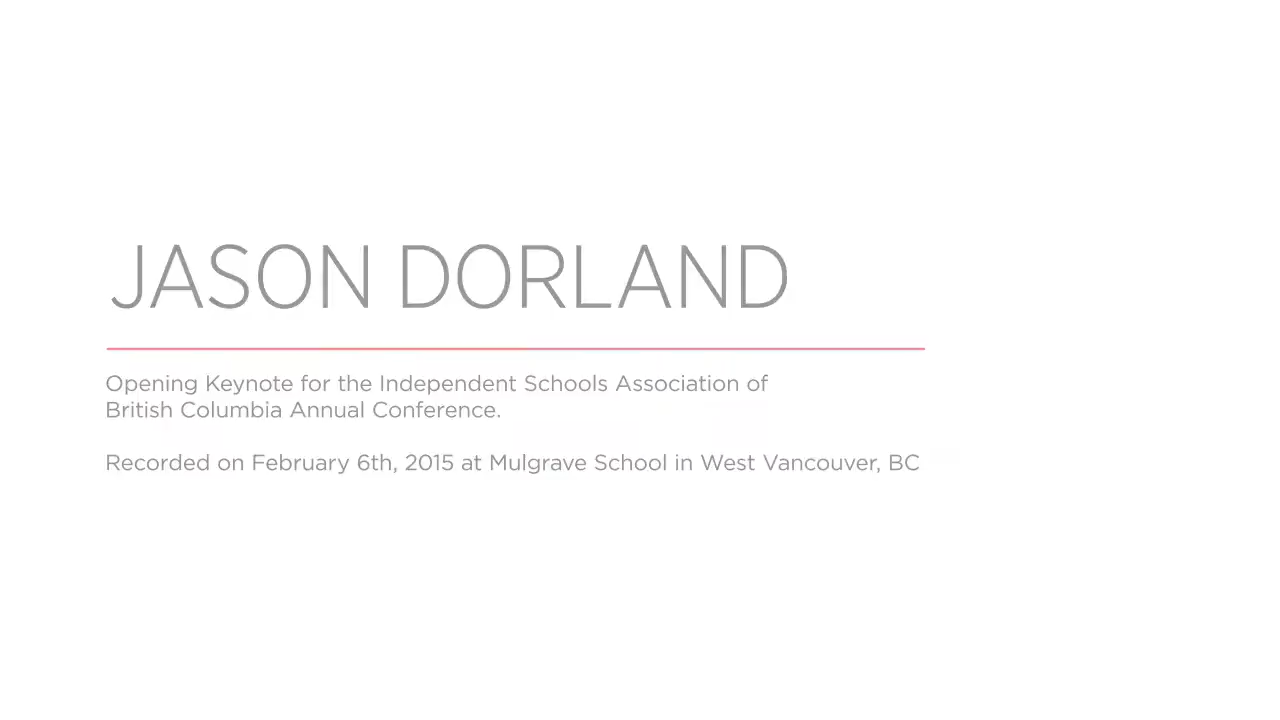 JASON DORLAND
Opening Keynote for the Independent Schools Association of
British Columbia Annual Conference.
Recorded on February 6th, 2015 at Mulgrave School in West Vancouver, BC